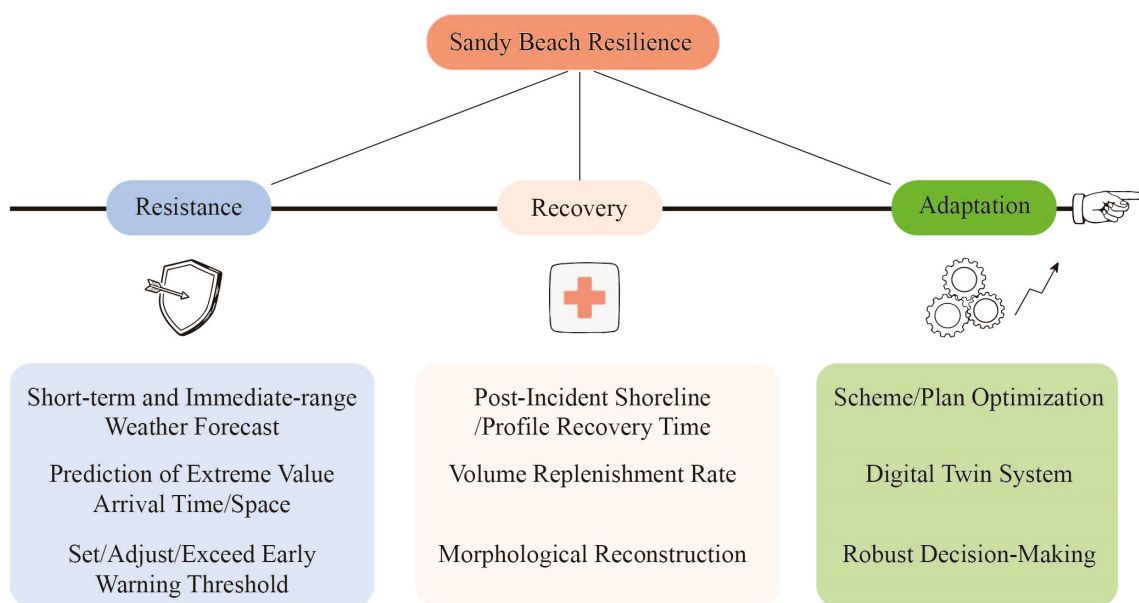 Sandy Beach Resilience
Resistance
Recovery
Adaptation
Short-term and Immediate-range
Weather Forecast
Prediction of Extreme Value
Arrival Time/Space
Set/Adjust/Exceed Early
Warning Threshold
Post-Incident Shoreline
/Profile Recovery Time
Volume Replenishment Rate
Morphological Reconstruction
Scheme/Plan Optimization
Digital Twin System
Robust Decision-Making